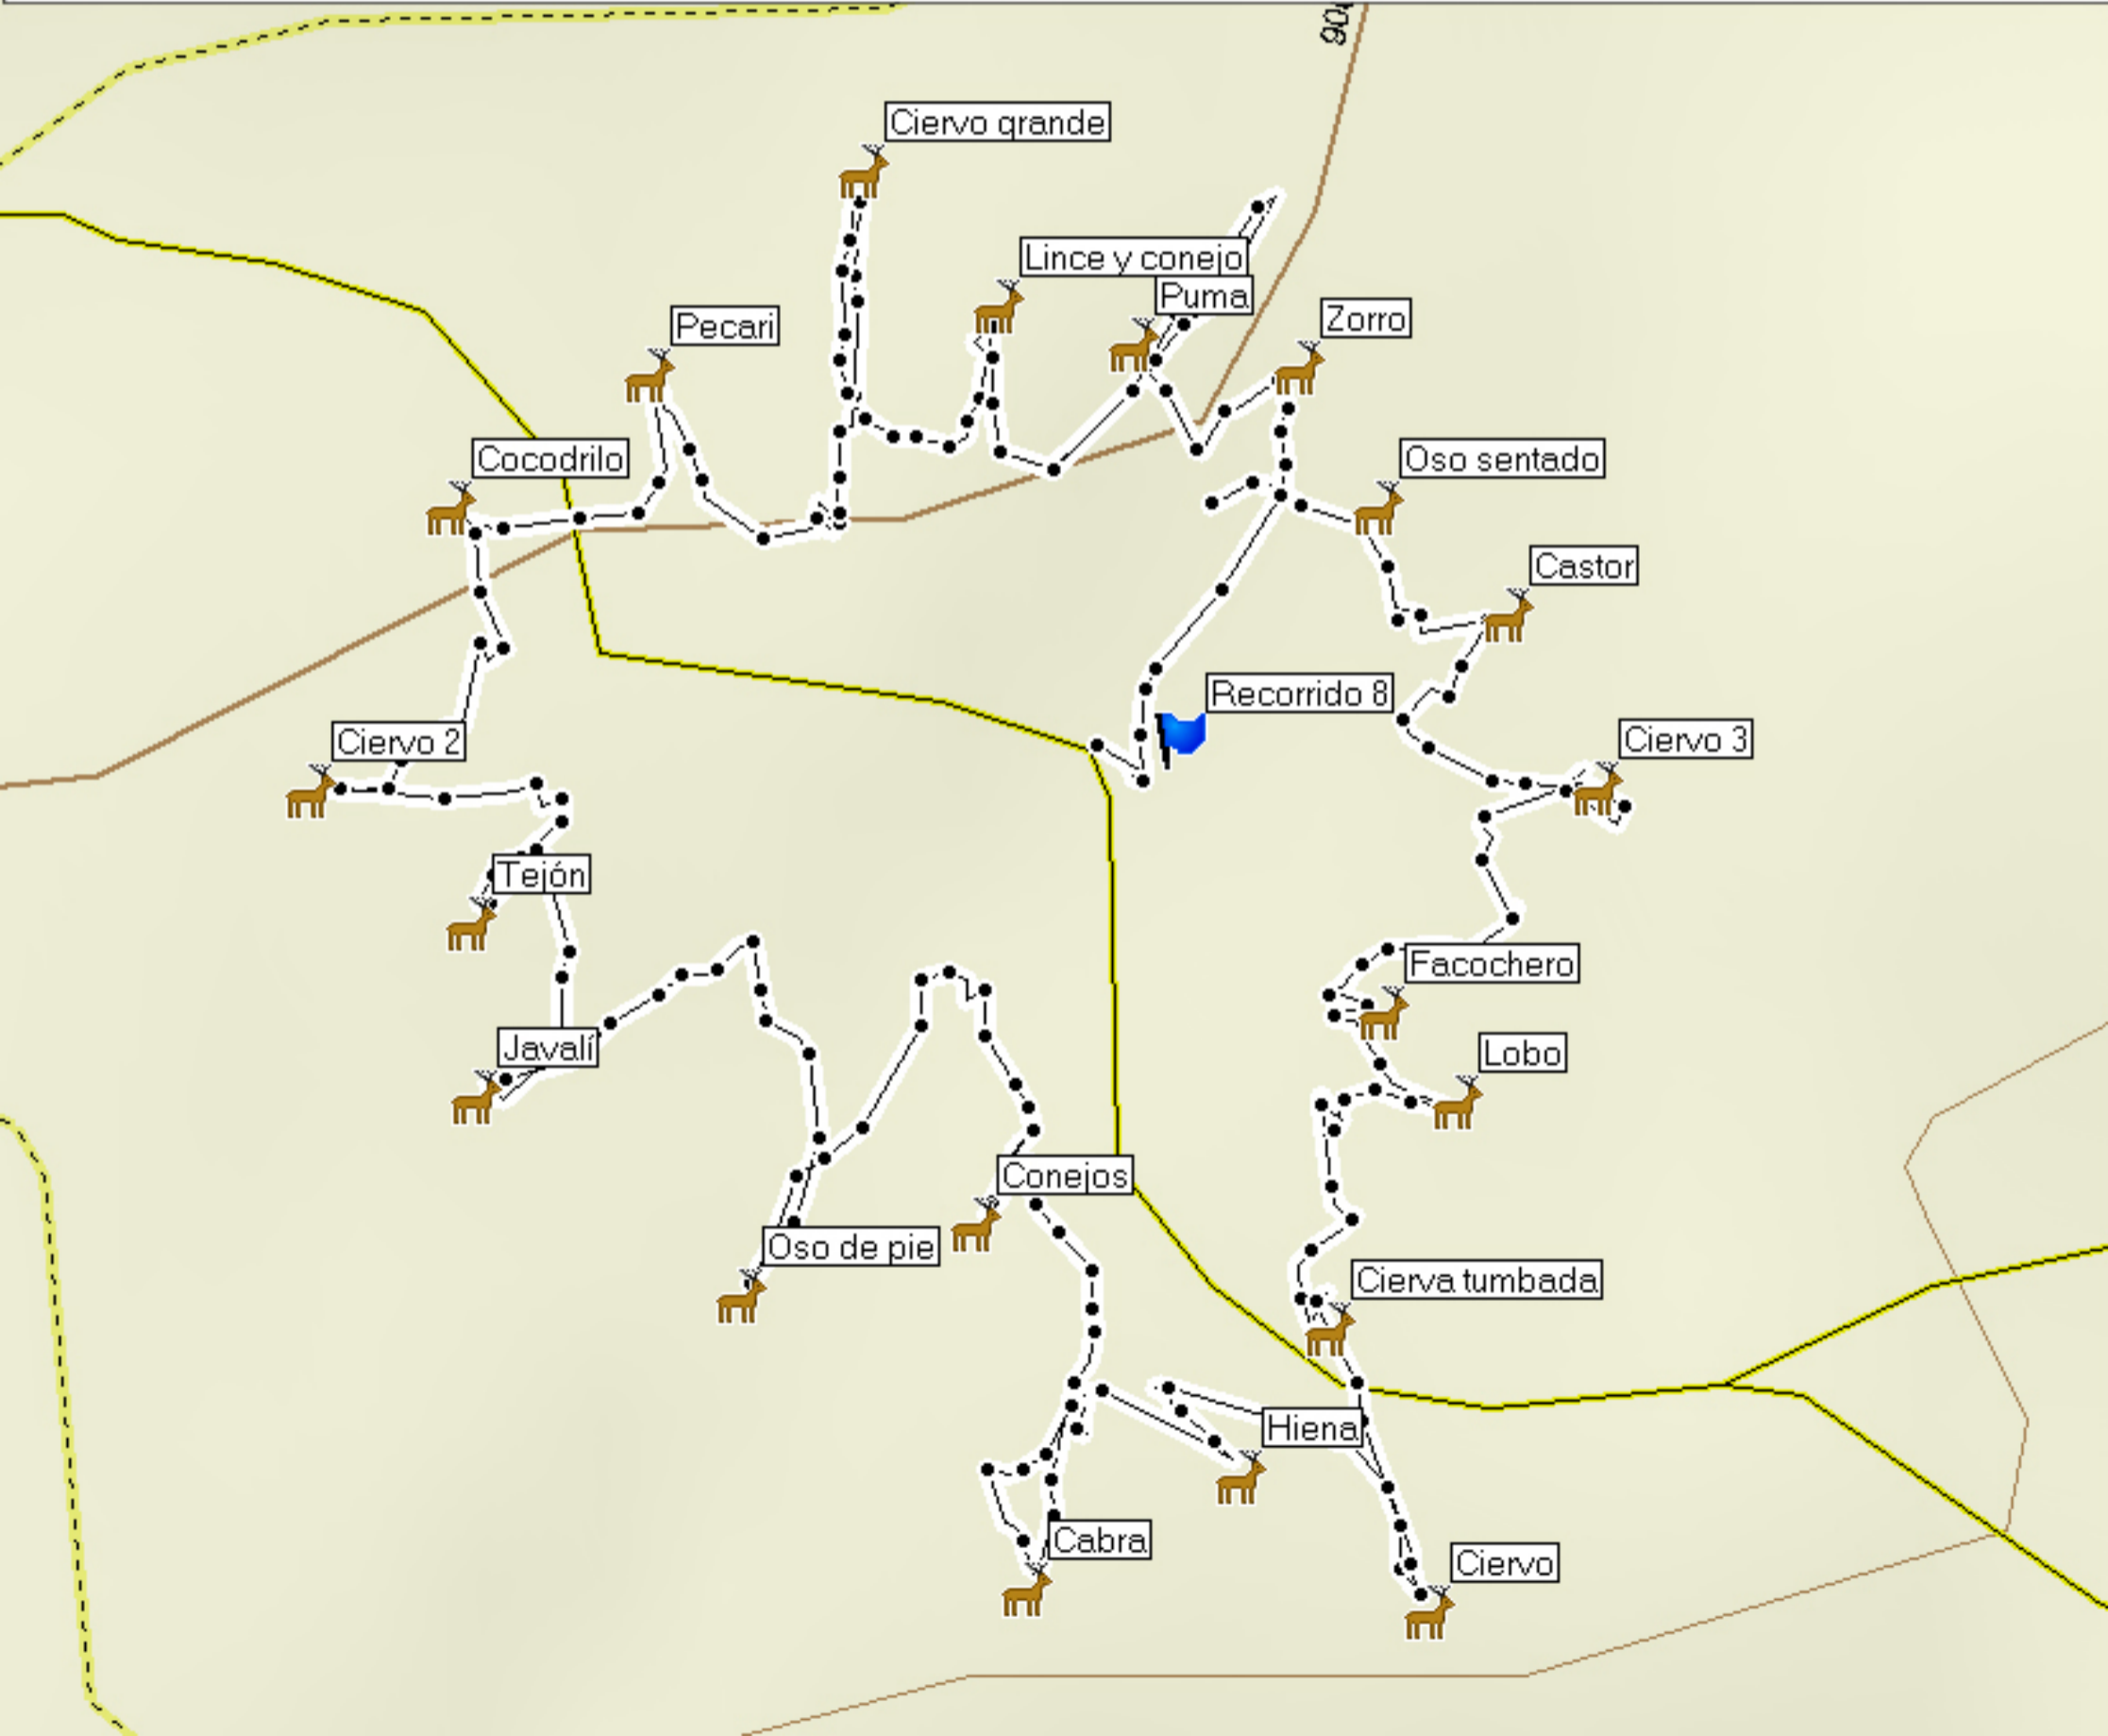 Ciervo grande
Lince y conejo
Puma
Zorro
Pecari
Cocodrilo
Oso sentado
Castor
Recorrido 8
Ciervo 2
Ciervo 3
Tejón
Facochero
Javalí
Lobo
Conejos
Oso de pie
Cierva tumbada
Hiena
Cabra
Ciervo